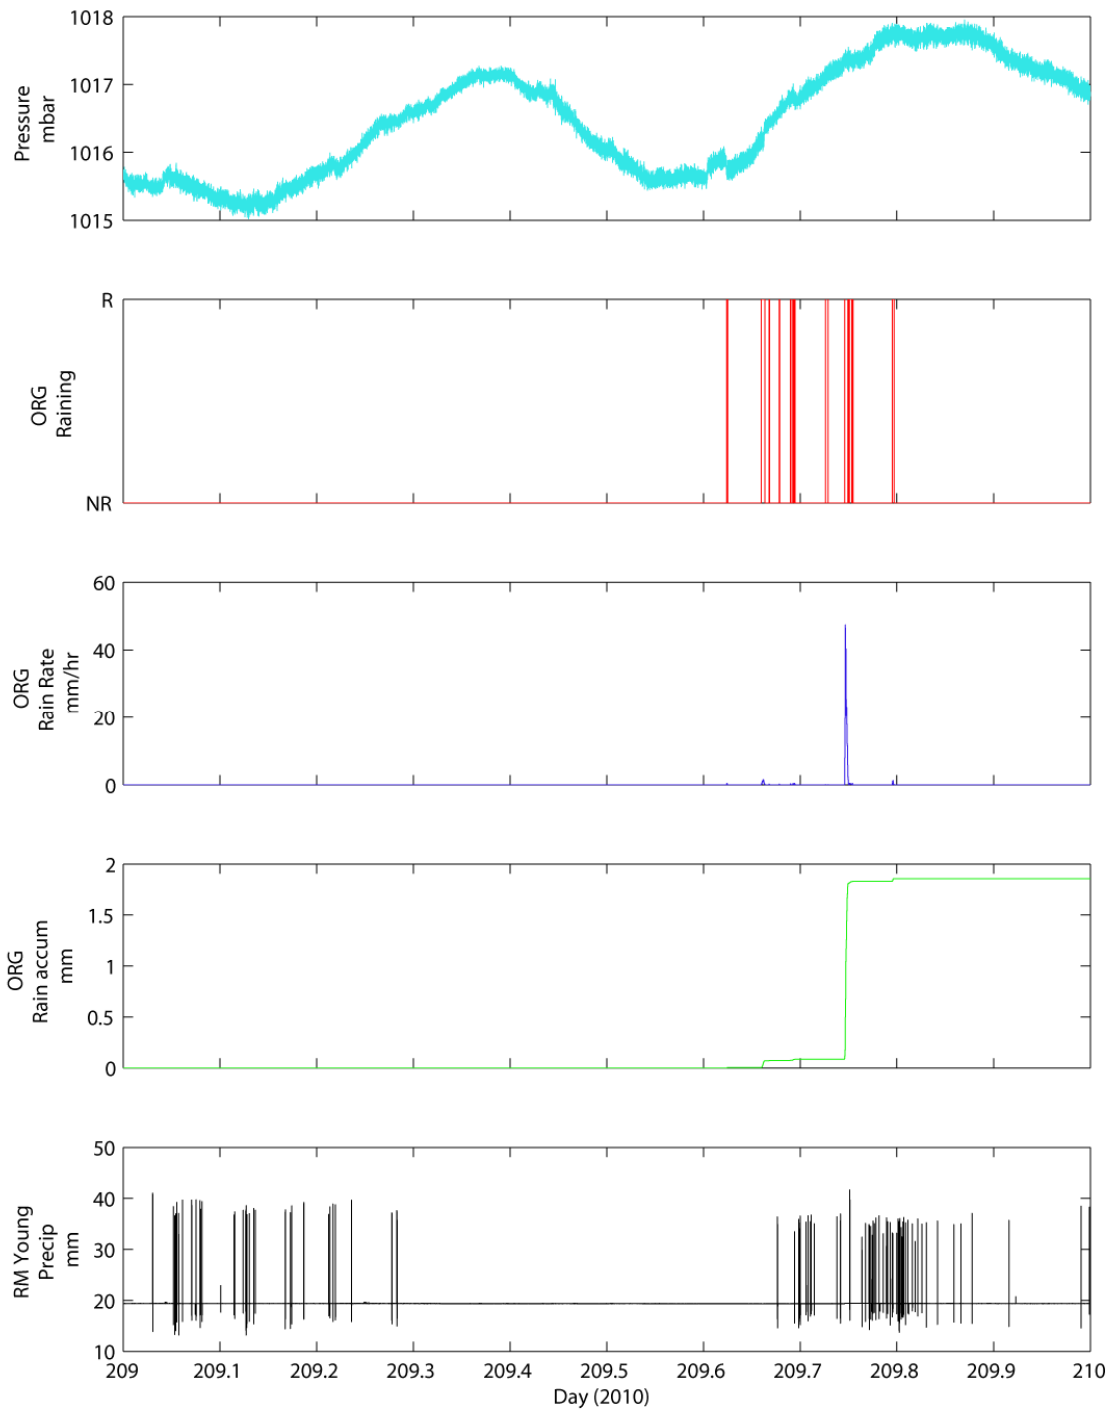 1018
1017
1016
1015
Pressure
mbar
R
NR
ORG
Raining
60
40
20
0
ORG
Rain Rate
mm/hr
2
1.5
1
0.5
0
ORG
Rain accum
mm
50
40
30
20
10
RM Young
Precip
mm
209 209.1 209.2 209.3 209.4 209.5 209.6 209.7 209.8 209.9 210
Day (2010)